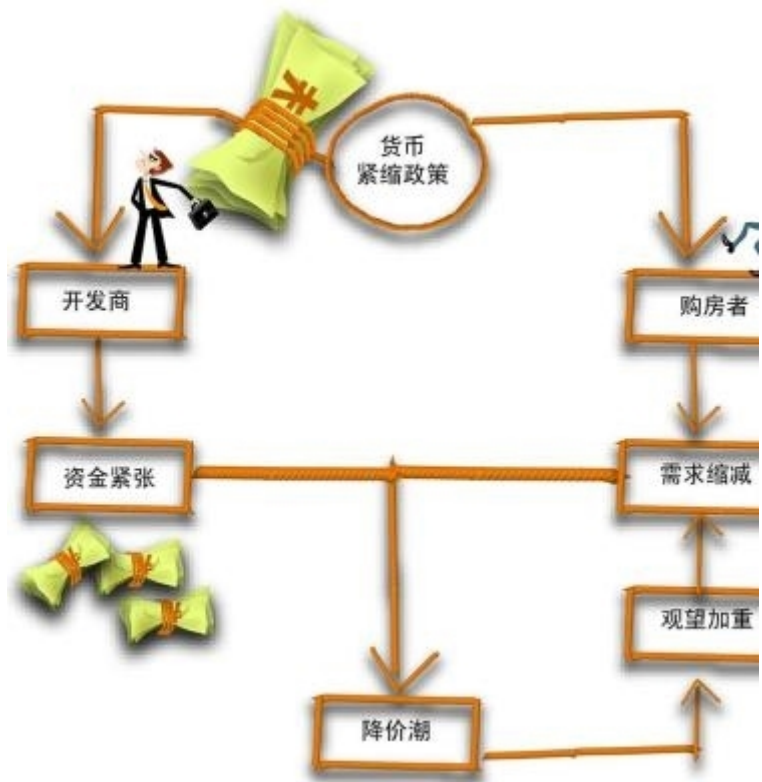 货币
紧缩政策
开发商
购房者
资金紧张
需求缩减
观望加重
降价潮